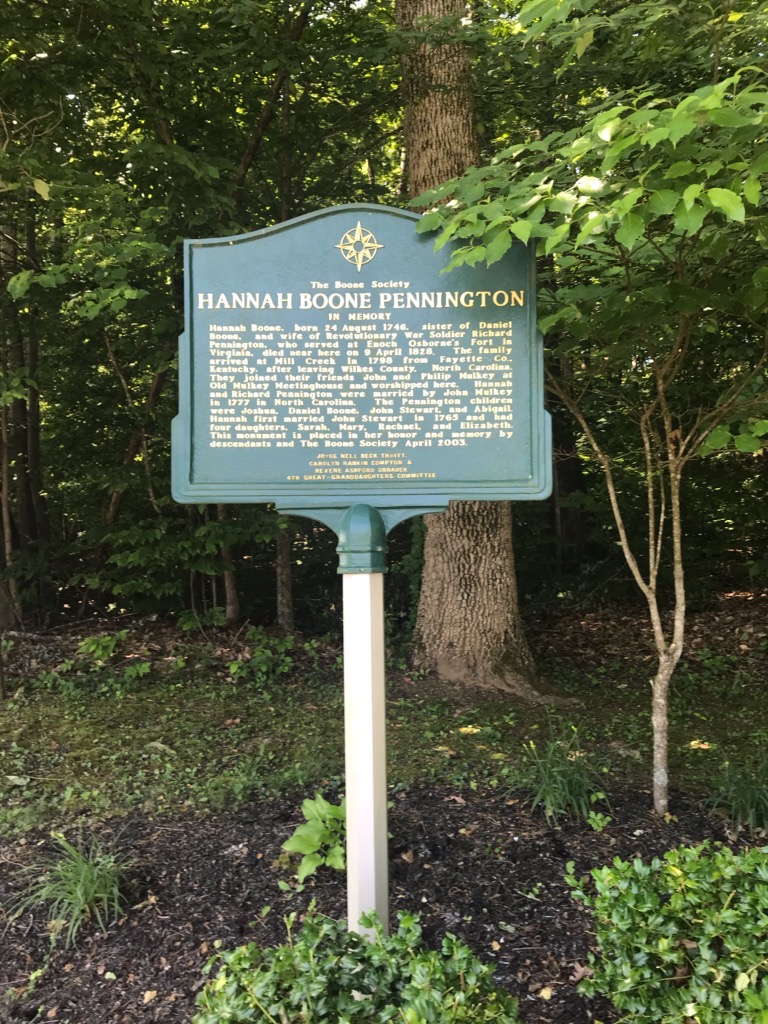 The Boone Society
HANNAH BOONE PENNINGTON
IN MEMORY
Hannah Boone, born 24 August 1746, sister of Daniel
Boone, and wife of Revolutionary War Soldier Richard
Pennington, who served at Enoch Osborne's Fort in
Virginia, died near here on 9 April 1828. The family
arrived at Mill Creek in 1798 from Fayette Co.,
Kentucky, after leaving Wilkes County, North Carolina.
They joined their friends John and Philip Mulkey at
Old Mulkey Meetinghouse and worshipped here. Hannah
and Richard Pennington were married by John Mulkey
in 1777 in North Carolina. The Pennington children
were Joshua, Daniel Boone, John Stewart, and Abigail.
Hannah first married John Stewart in 1765 and had
four daughters, Sarah, Mary, Rachael, and Elizabeth.
This monument is placed in her honor and memory by
descendants and The Boone Society April 2003.
JOYCE NELL BECK TRUITT,
CAROLYN RANKIN COMPTON &
REXENE ASHFORD
4TH GREAT-GRANDDAUGHTERS, COMMITTEE